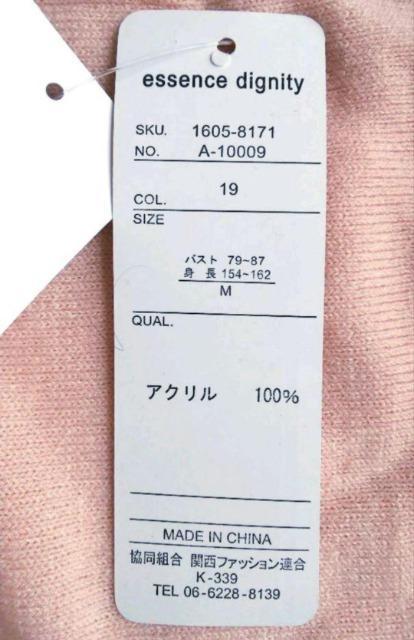 essence dignity
SKU. 1605-8171
NO. A-10009
COL. 19
SIZE
バスト 79~87
身 長 154~162
M
QUAL.
アクリル 100%
MADE IN CHINA
協同組合 関西ファッション連合
K-339
TEL 06-6228-8139